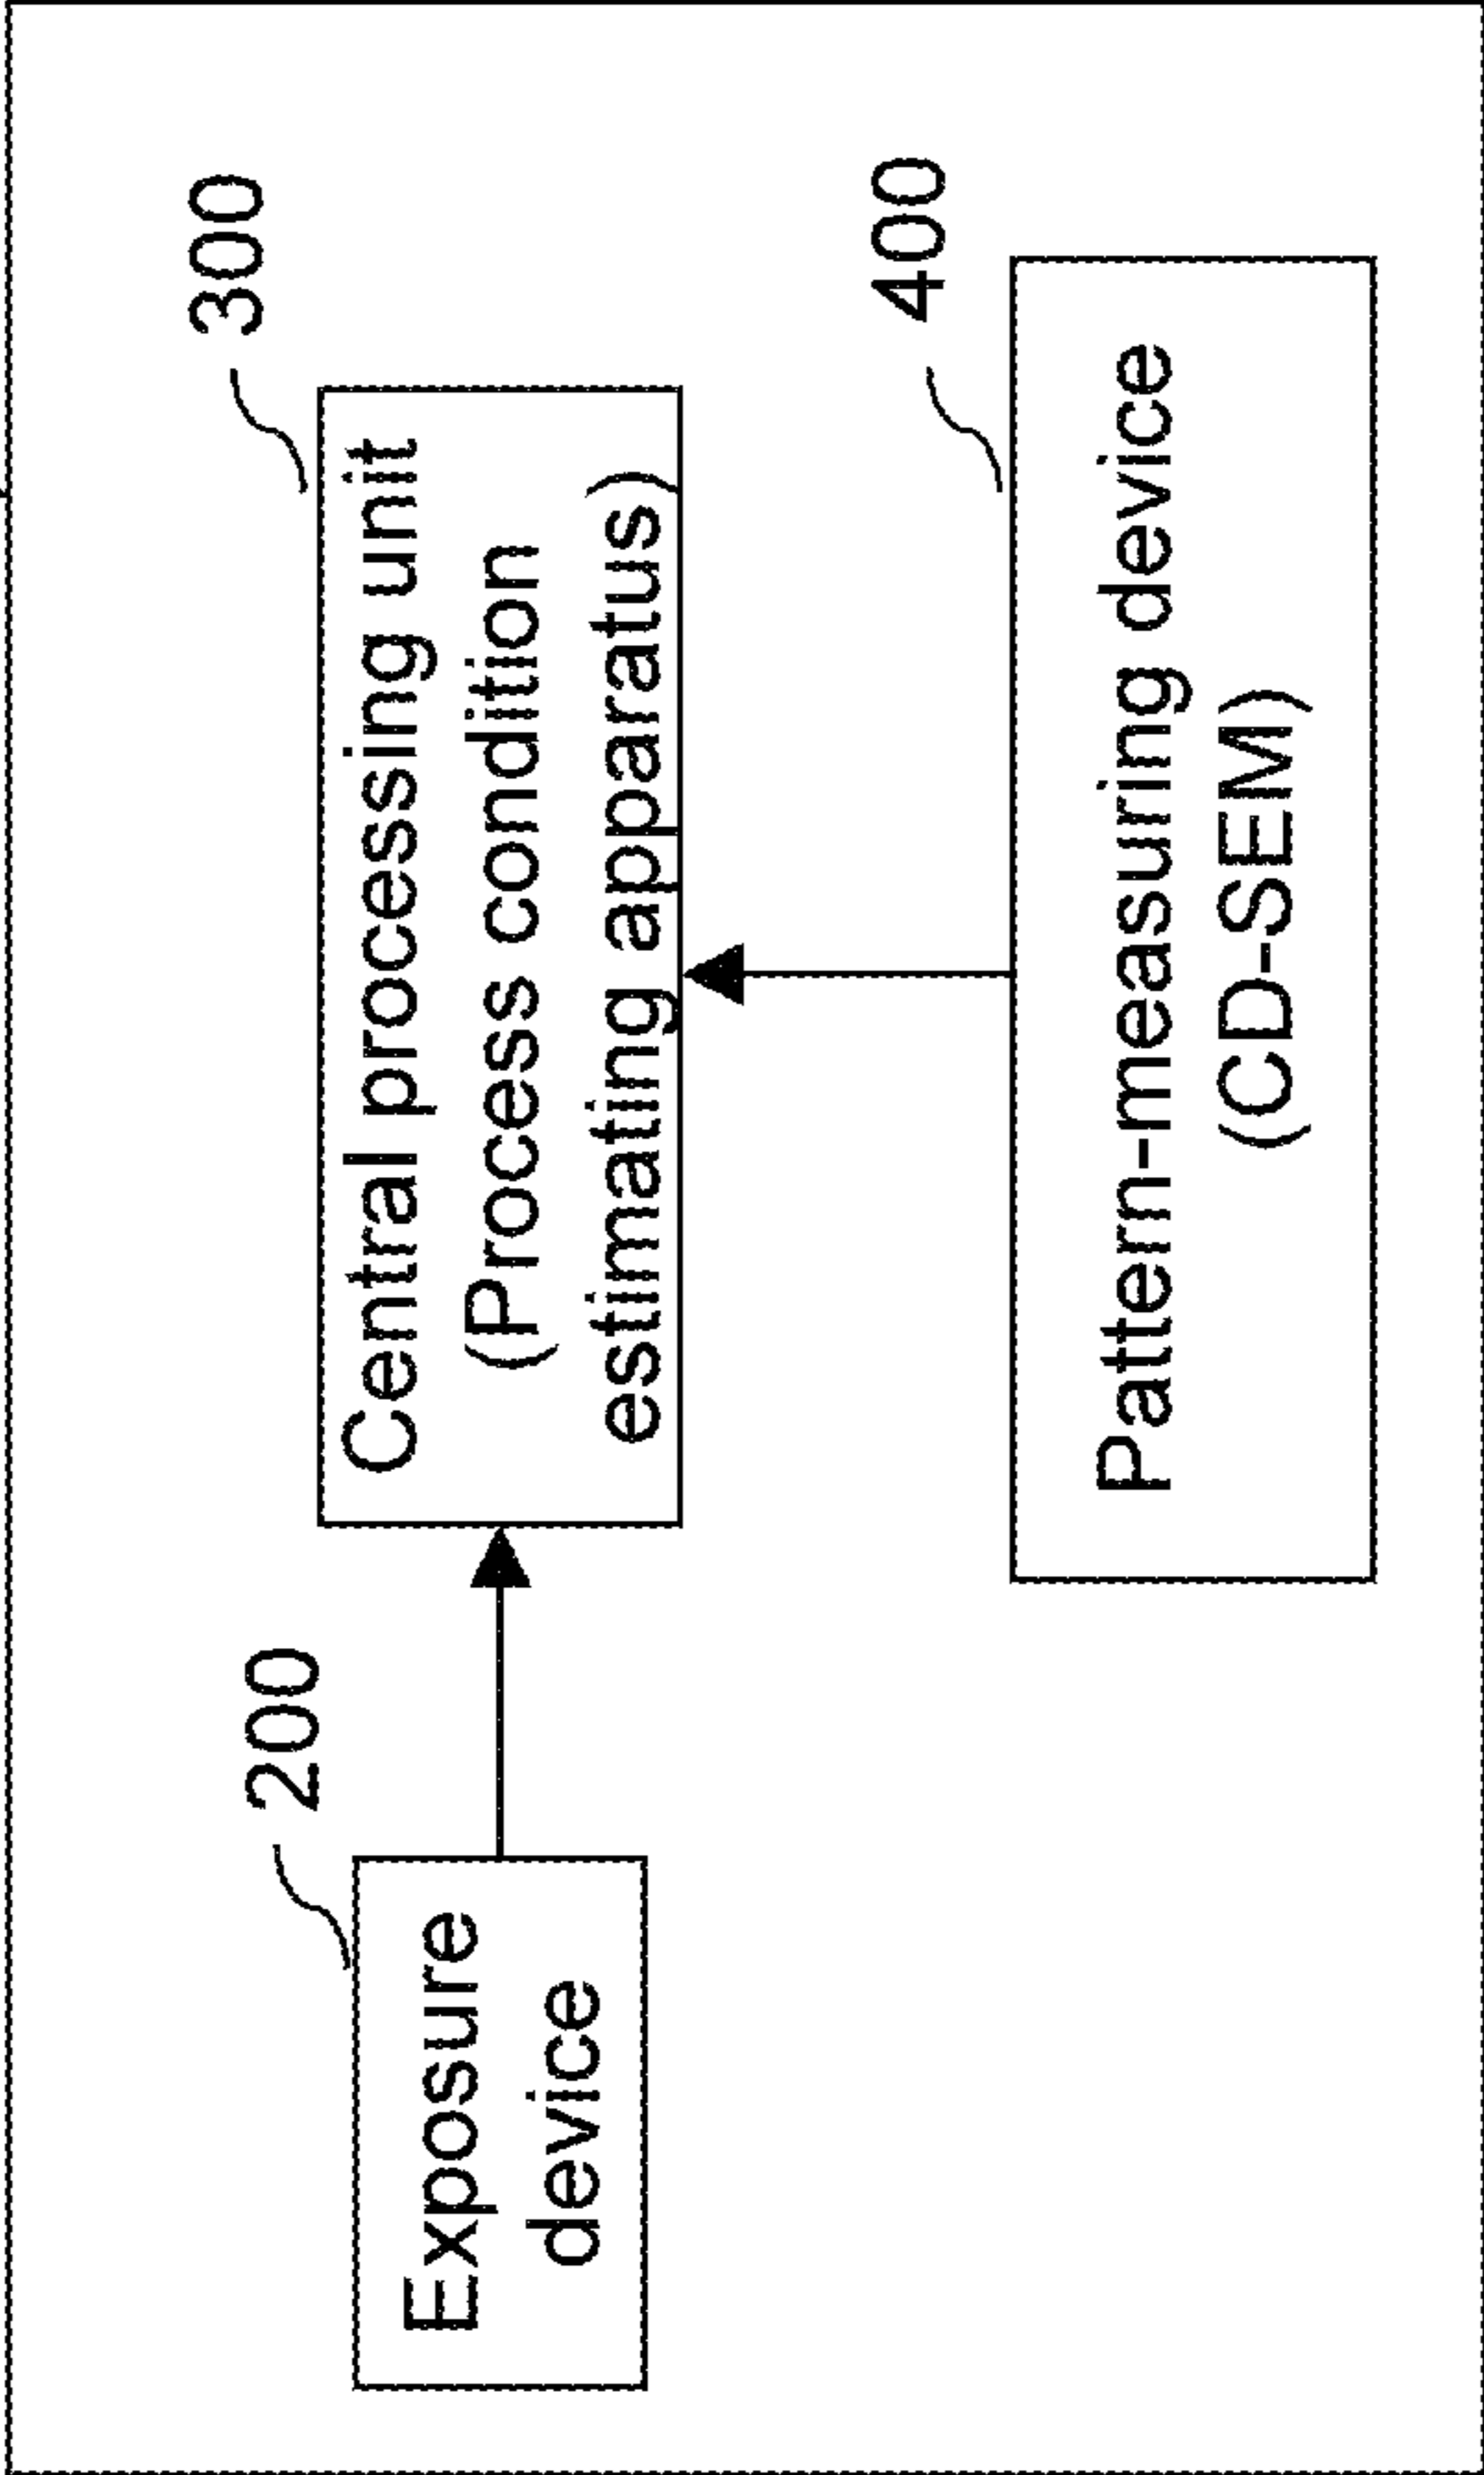 300
Central processing unit
(Process condition
estimating apparatus)
200
Exposure
device
400
Pattern-measuring device
(CD-SEM)